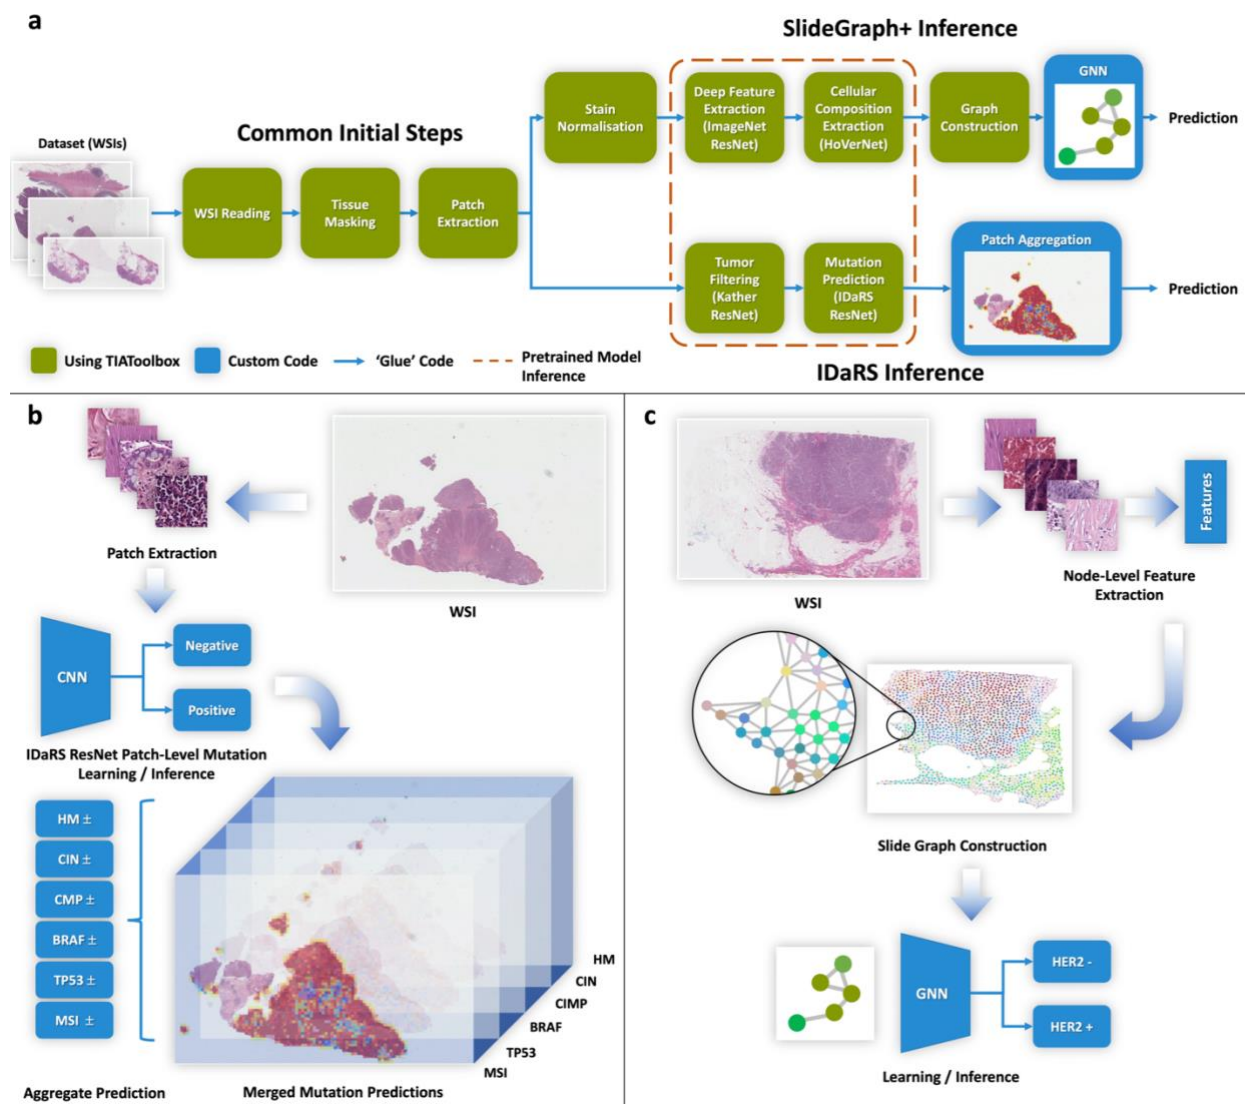 a
SlideGraph+ Inference
Common Initial Steps
Dataset (WSIs)
WSI Reading
Tissue
Masking
Patch
Extraction
Stain
Normalisation
Deep Feature
Extraction
(ImageNet
ResNet)
Cellular
Composition
Extraction
(HoVerNet)
Graph
Construction
GNN
Prediction
Tumor
Filtering
(Kather
ResNet)
Mutation
Prediction
(IDaRS
ResNet)
Patch Aggregation
Prediction
Using TIAToolbox
Custom Code
'Glue' Code
Pretrained Model
Inference
IDaRS Inference
b
Patch Extraction
WSI
CNN
Negative
Positive
IDaRS ResNet Patch-Level Mutation
Learning / Inference
HM ±
CIN ±
CMP ±
BRAF ±
TP53 ±
MSI ±
Aggregate Prediction
HM
CIN
CIMP
BRAF
TP53
MSI
Merged Mutation Predictions
c
WSI
Features
Node-Level Feature
Extraction
Slide Graph Construction
GNN
HER2 -
HER2 +
Learning / Inference